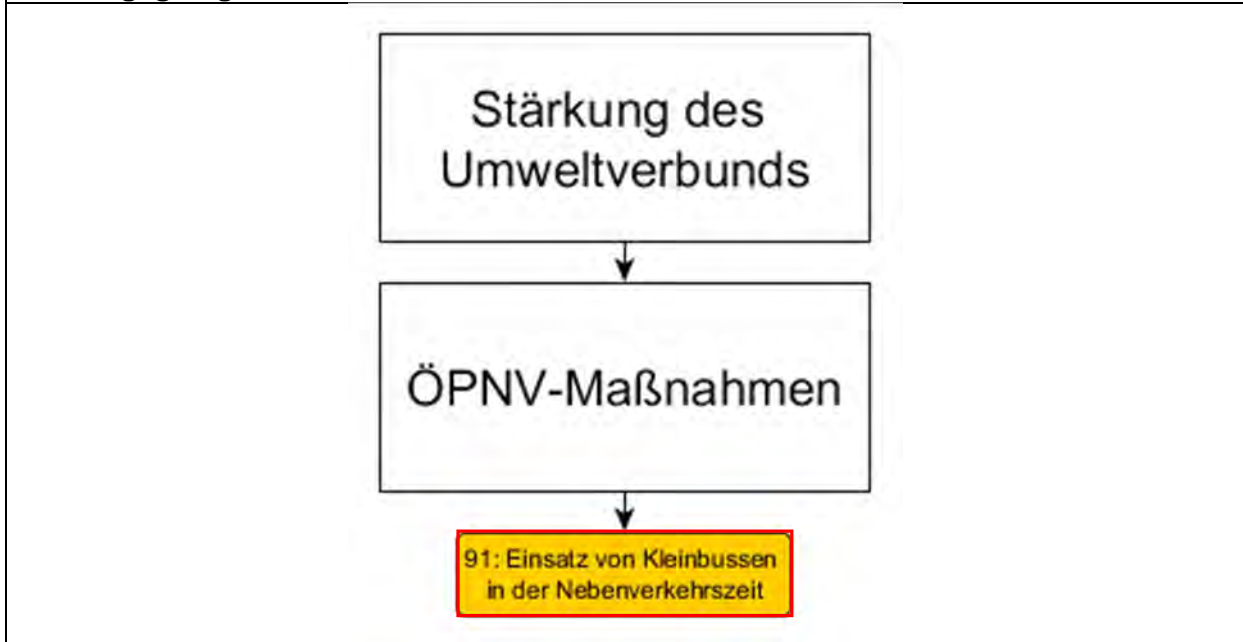 Stärkung des
Umweltverbunds
ÖPNV-Maßnahmen
91: Einsatz von Kleinbussen
in der Nebenverkehrszeit